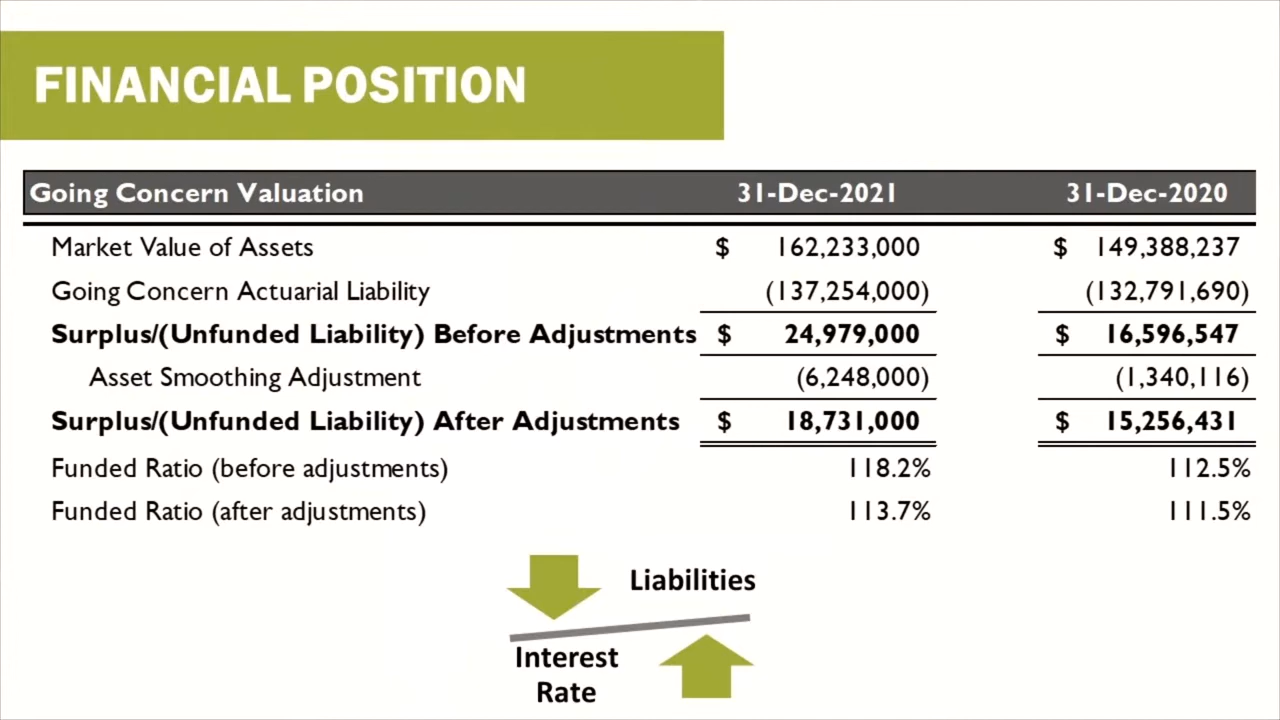 FINANCIAL POSITION
Going Concern Valuation 31-Dec-2021 31-Dec-2020
Market Value of Assets $ 162,233,000 $ 149,388,237
Going Concern Actuarial Liability (137,254,000) (132,791,690)
Surplus/(Unfunded Liability) Before Adjustments $ 24,979,000 $ 16,596,547
Asset Smoothing Adjustment (6,248,000) (1,340,116)
Surplus/(Unfunded Liability) After Adjustments $ 18,731,000 $ 15,256,431
Funded Ratio (before adjustments) 118.2% 112.5%
Funded Ratio (after adjustments) 113.7% 111.5%
Liabilities
Interest
Rate